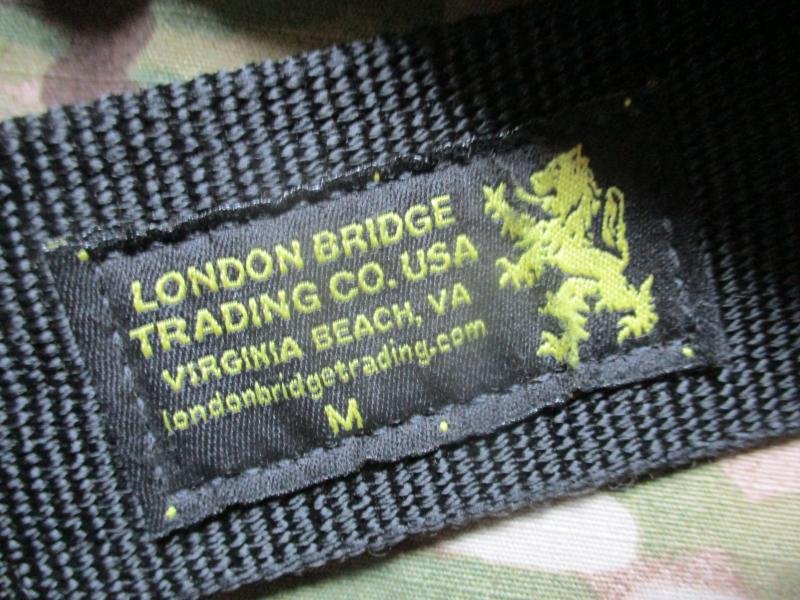 LONDON BRIDGE
TRADING CO. USA
VIRGINIA BEACH, VA
londonbridgetrading.com
M